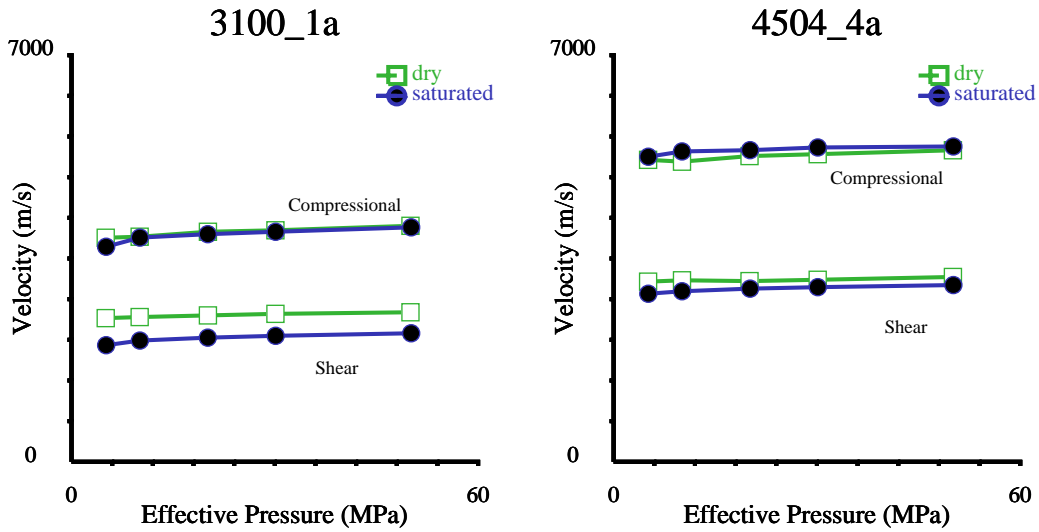 3100_1a
7000
dry
saturated
Compressional
Velocity (m/s)
Shear
0
0
60
Effective Pressure (MPa)
4504_4a
7000
dry
saturated
Compressional
Velocity (m/s)
Shear
0
0
60
Effective Pressure (MPa)